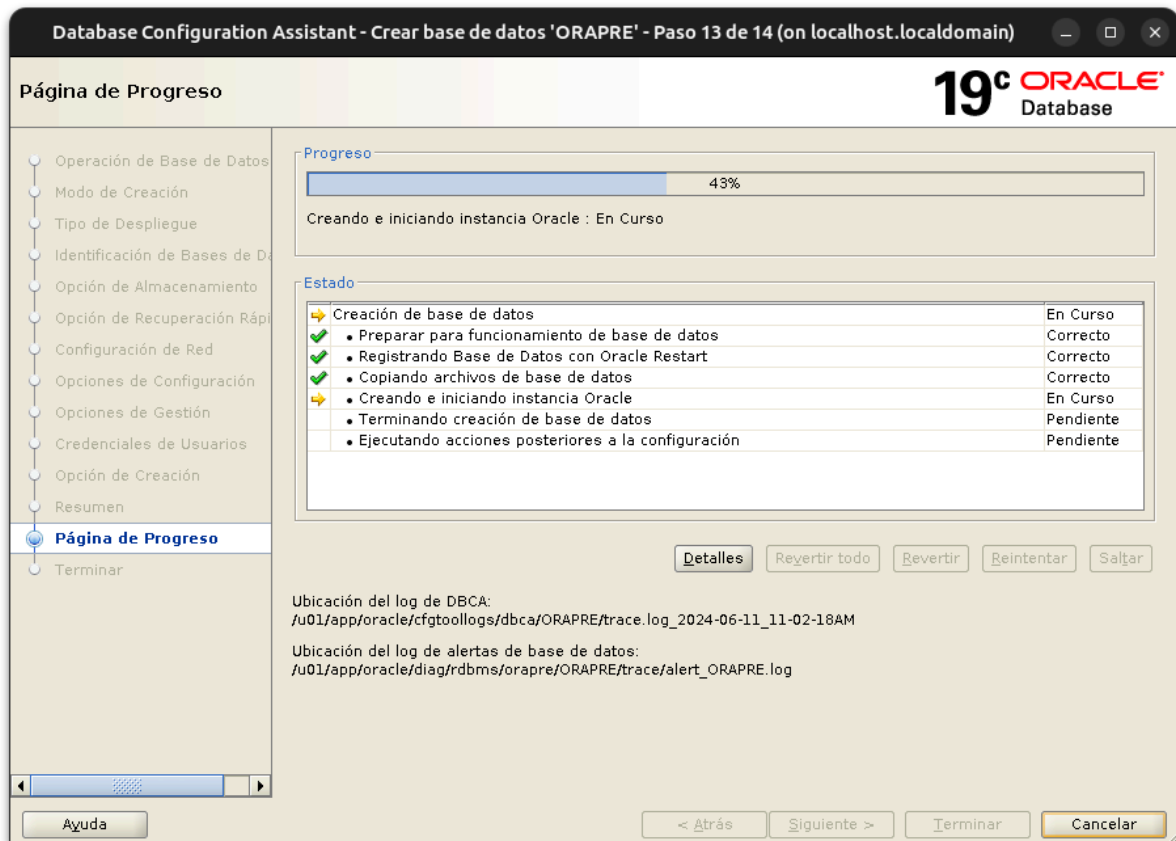 Database Configuration Assistant - Crear base de datos 'ORAPRE' - Paso 13 de 14 (on localhost.localdomain)
Página de Progreso
19c ORACLE
Database
Operación de Base de Datos
Modo de Creación
Tipo de Despliegue
Identificación de Bases de Da
Opción de Almacenamiento
Opción de Recuperación Rápi
Configuración de Red
Opciones de Configuración
Opciones de Gestión
Credenciales de Usuarios
Opción de Creación
Resumen
Página de Progreso
Terminar
Progreso
43%
Creando e iniciando instancia Oracle : En Curso
Estado
Creación de base de datos En Curso
• Preparar para funcionamiento de base de datos Correcto
• Registrando Base de Datos con Oracle Restart Correcto
• Copiando archivos de base de datos Correcto
• Creando e iniciando instancia Oracle En Curso
• Terminando creación de base de datos Pendiente
• Ejecutando acciones posteriores a la configuración Pendiente
Detalles Revertir todo Revertir Reintentar Saltar
Ubicación del log de DBCA:
/u01/app/oracle/cfgtoollogs/dbca/ORAPRE/trace.log_2024-06-11_11-02-18AM
Ubicación del log de alertas de base de datos:
/u01/app/oracle/diag/rdbms/orapre/ORAPRE/trace/alert_ORAPRE.log
Ayuda < Atrás Siguiente > Terminar Cancelar